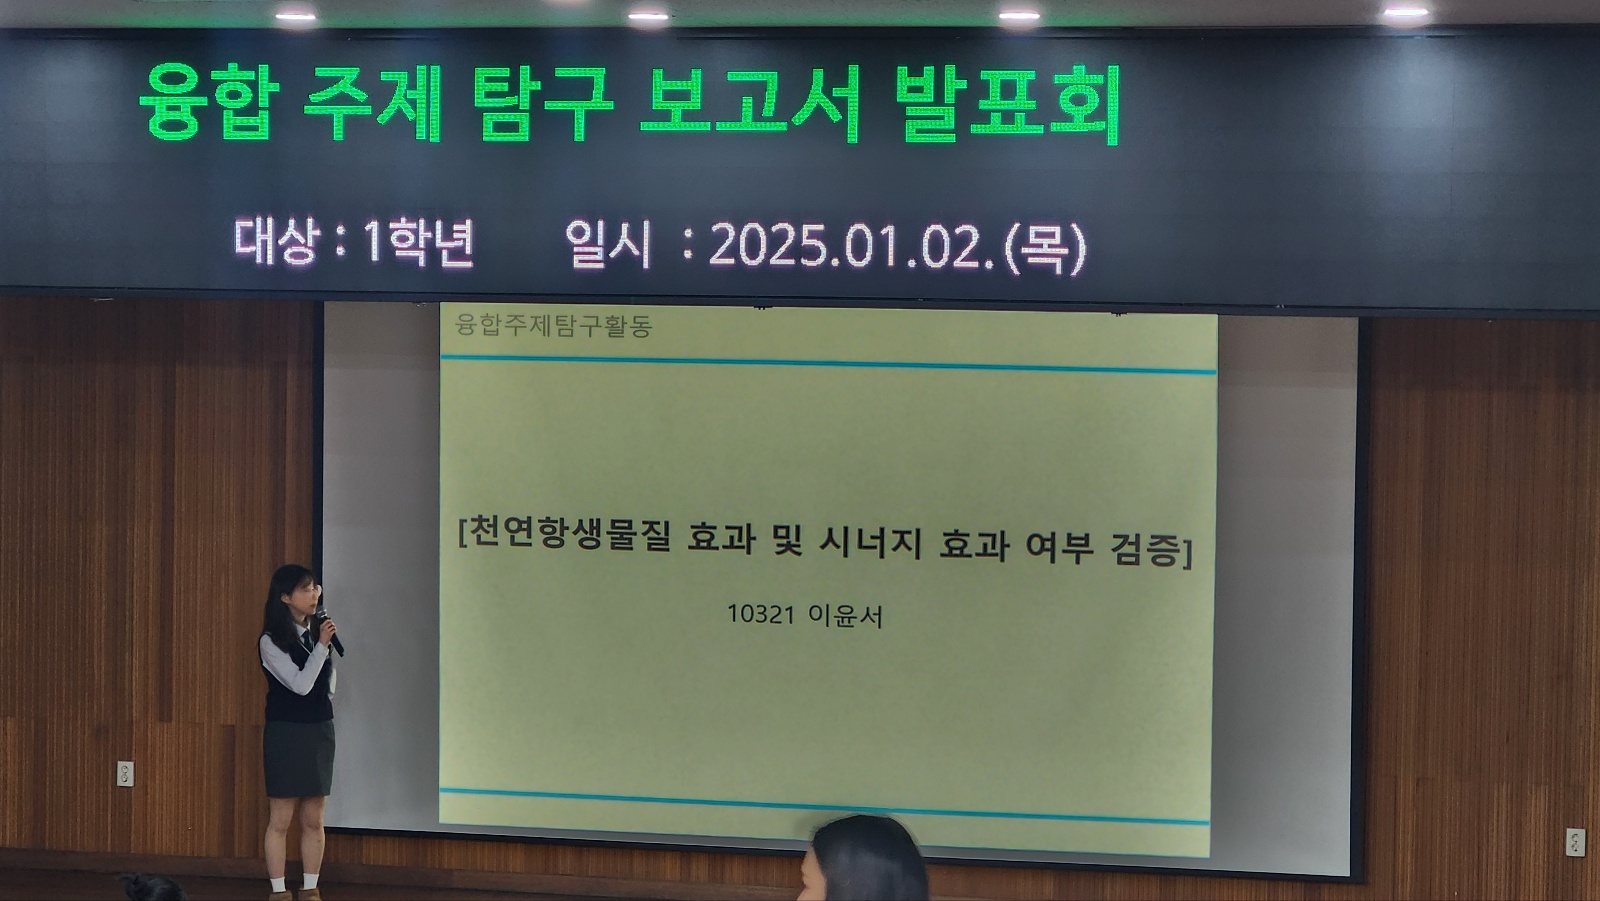 융합 주제 탐구 보고서 발표회
대상 : 1학년 일시 : 2025.01.02.(목)
융합주제탐구활동
[천연항생물질 효과 및 시너지 효과 여부 검증]
10321 이윤서